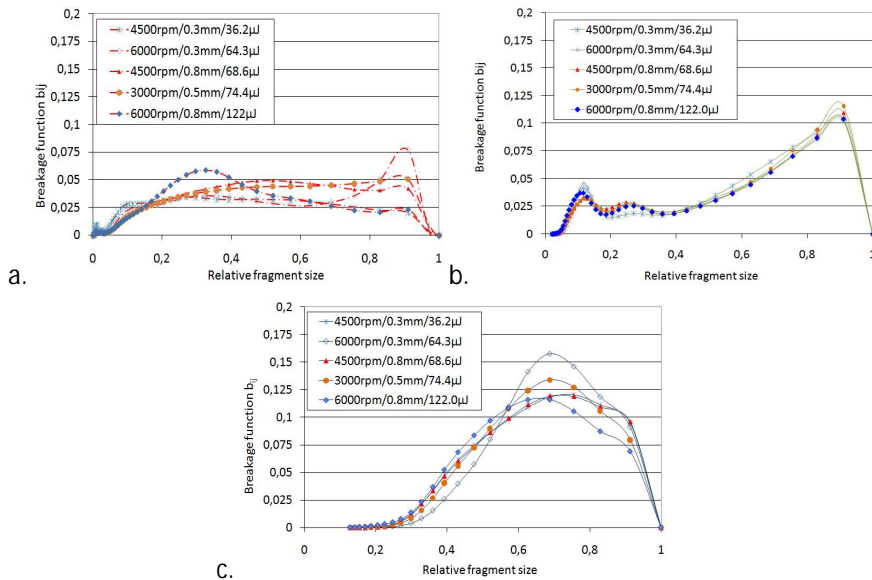 4500rpm/0.3mm/36.2µJ
6000rpm/0.3mm/64.3µJ
4500rpm/0.8mm/68.6µJ
3000rpm/0.5mm/74.4µJ
6000rpm/0.8mm/122µJ
Breakage function bij
0,2
0,175
0,15
0,125
0,1
0,075
0,05
0,025
0
0 0,2 0,4 0,6 0,8 1
Relative fragment size
a.
4500rpm/0.3mm/36.2µJ
6000rpm/0.3mm/64.3µJ
4500rpm/0.8mm/68.6µJ
3000rpm/0.5mm/74.4µJ
6000rpm/0.8mm/122.0µJ
Breakage function bij
0,2
0,175
0,15
0,125
0,1
0,075
0,05
0,025
0
0 0,2 0,4 0,6 0,8 1
Relative fragment size
b.
4500rpm/0.3mm/36.2µJ
6000rpm/0.3mm/64.3µJ
4500rpm/0.8mm/68.6µJ
3000rpm/0.5mm/74.4µJ
6000rpm/0.8mm/122.0µJ
Breakage function bij
0,2
0,175
0,15
0,125
0,1
0,075
0,05
0,025
0
0 0,2 0,4 0,6 0,8 1
Relative fragment size
c.